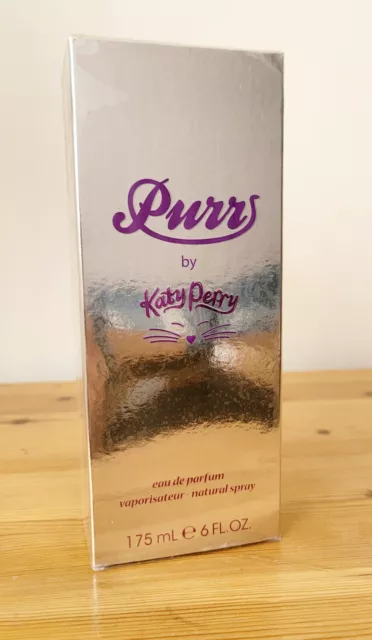 Purr
by
Katy Perry
eau de parfum
vaporisateur · natural spray
175 mL ℮ 6 FL.OZ.